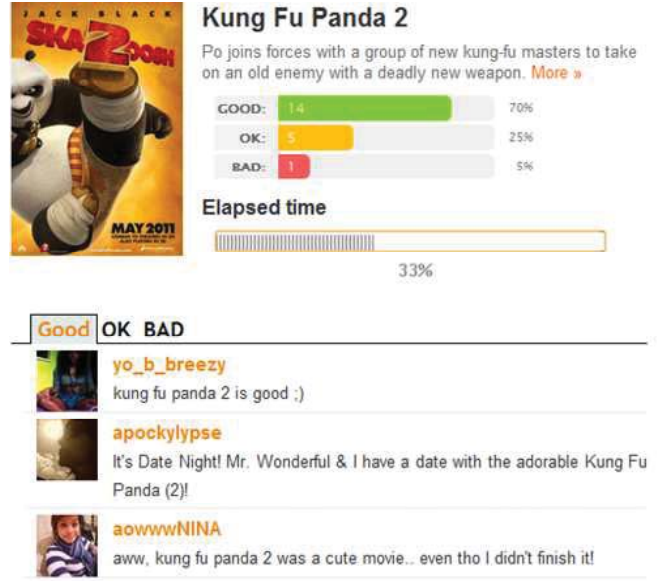 JACK BLACK
SKA2DOOSH
MAY 2011
Kung Fu Panda 2
Po joins forces with a group of new kung-fu masters to take
on an old enemy with a deadly new weapon. More »
GOOD: 14 70%
OK: 5 25%
BAD: 1 5%
Elapsed time
33%
Good OK BAD
yo_b_breezy
kung fu panda 2 is good ;)
apockylypse
It's Date Night! Mr. Wonderful & I have a date with the adorable Kung Fu
Panda (2)!
aowwwNINA
aww, kung fu panda 2 was a cute movie.. even tho I didn't finish it!